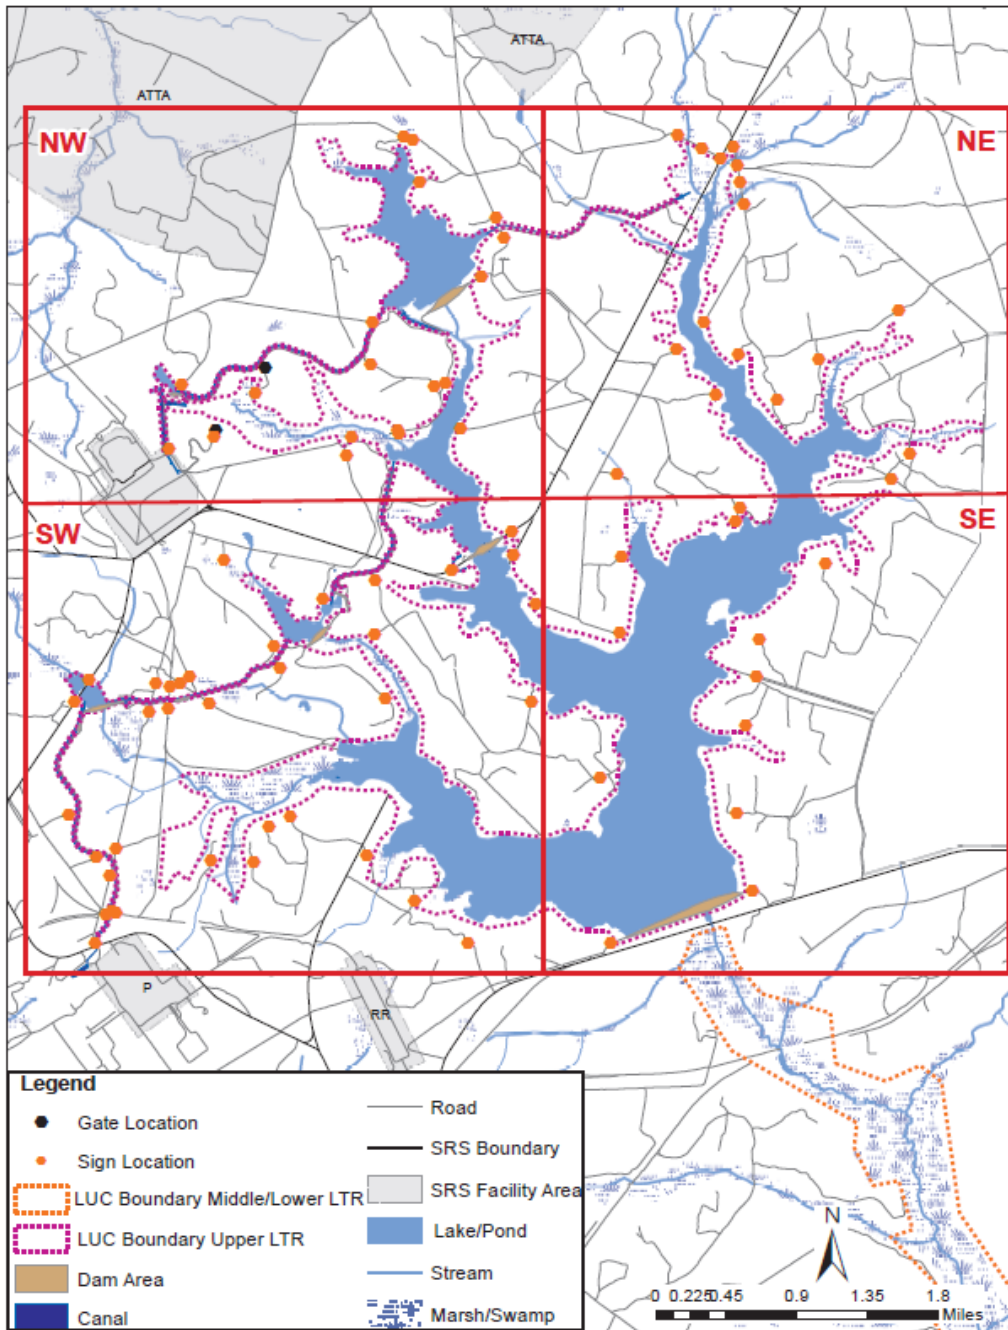 ATTA
ATTA
NW
NE
SW
SE
P
RR
Legend
Gate Location
Sign Location
LUC Boundary Middle/Lower LTR
LUC Boundary Upper LTR
Dam Area
Canal
Road
SRS Boundary
SRS Facility Area
Lake/Pond
Stream
Marsh/Swamp
N
0 0.225 0.45 0.9 1.35 1.8
Miles